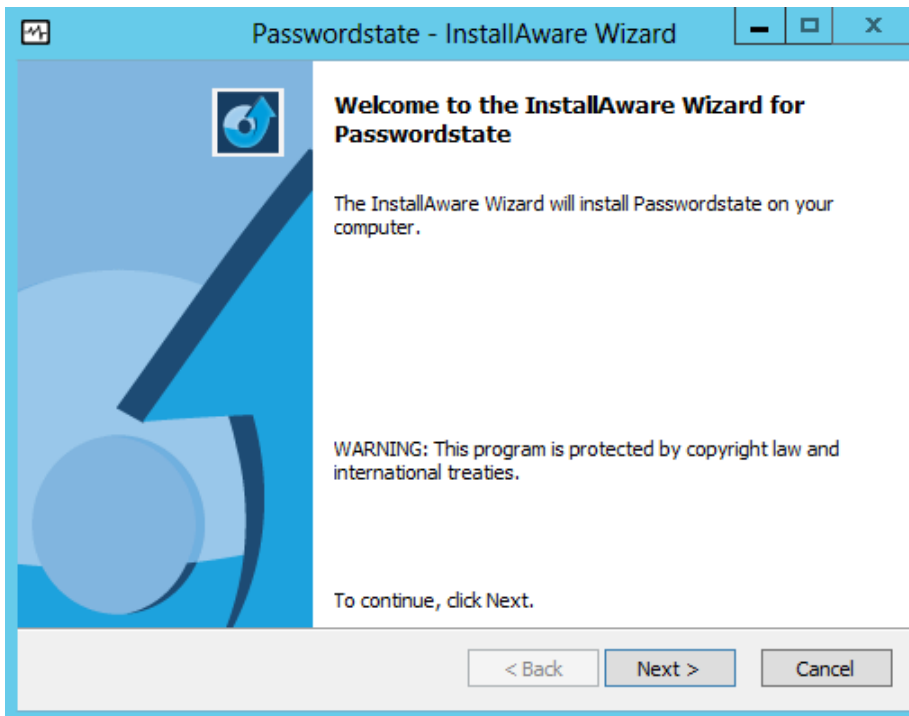 Passwordstate - InstallAware Wizard
Welcome to the InstallAware Wizard for
Passwordstate
The InstallAware Wizard will install Passwordstate on your
computer.
WARNING: This program is protected by copyright law and
international treaties.
To continue, click Next.
< Back Next > Cancel